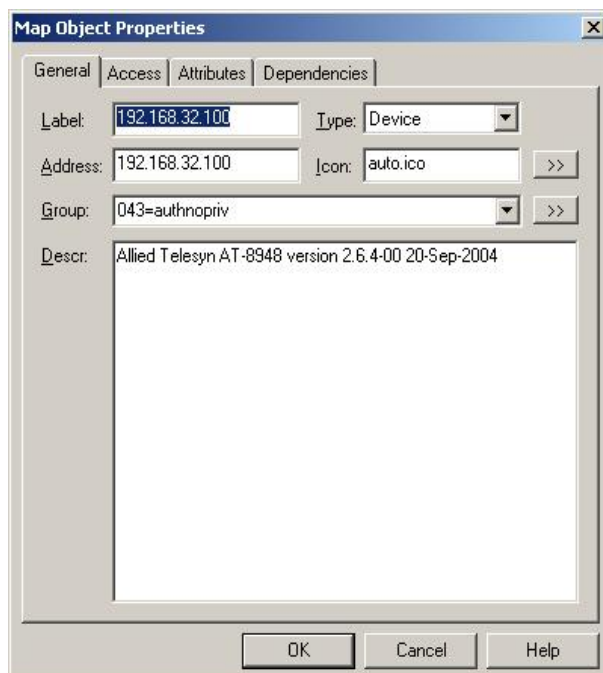 Map Object Properties
General Access Attributes Dependencies
Label: 192.168.32.100 Type: Device
Address: 192.168.32.100 Icon: auto.ico >>
Group: 043=authnopriv >>
Descr: Allied Telesyn AT-8948 version 2.6.4-00 20-Sep-2004
OK Cancel Help